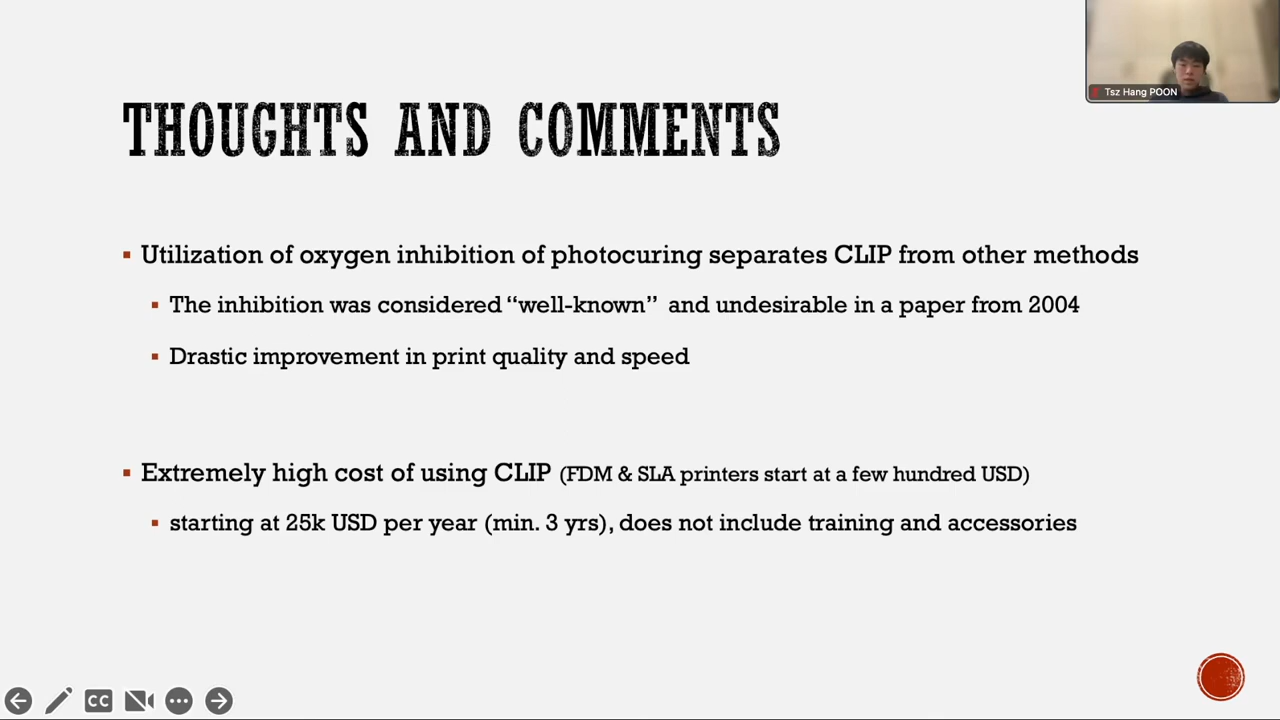 Tsz Hang POON
THOUGHTS AND COMMENTS
Utilization of oxygen inhibition of photocuring separates CLIP from other methods
The inhibition was considered “well-known” and undesirable in a paper from 2004
Drastic improvement in print quality and speed
Extremely high cost of using CLIP (FDM & SLA printers start at a few hundred USD)
starting at 25k USD per year (min. 3 yrs), does not include training and accessories
CC